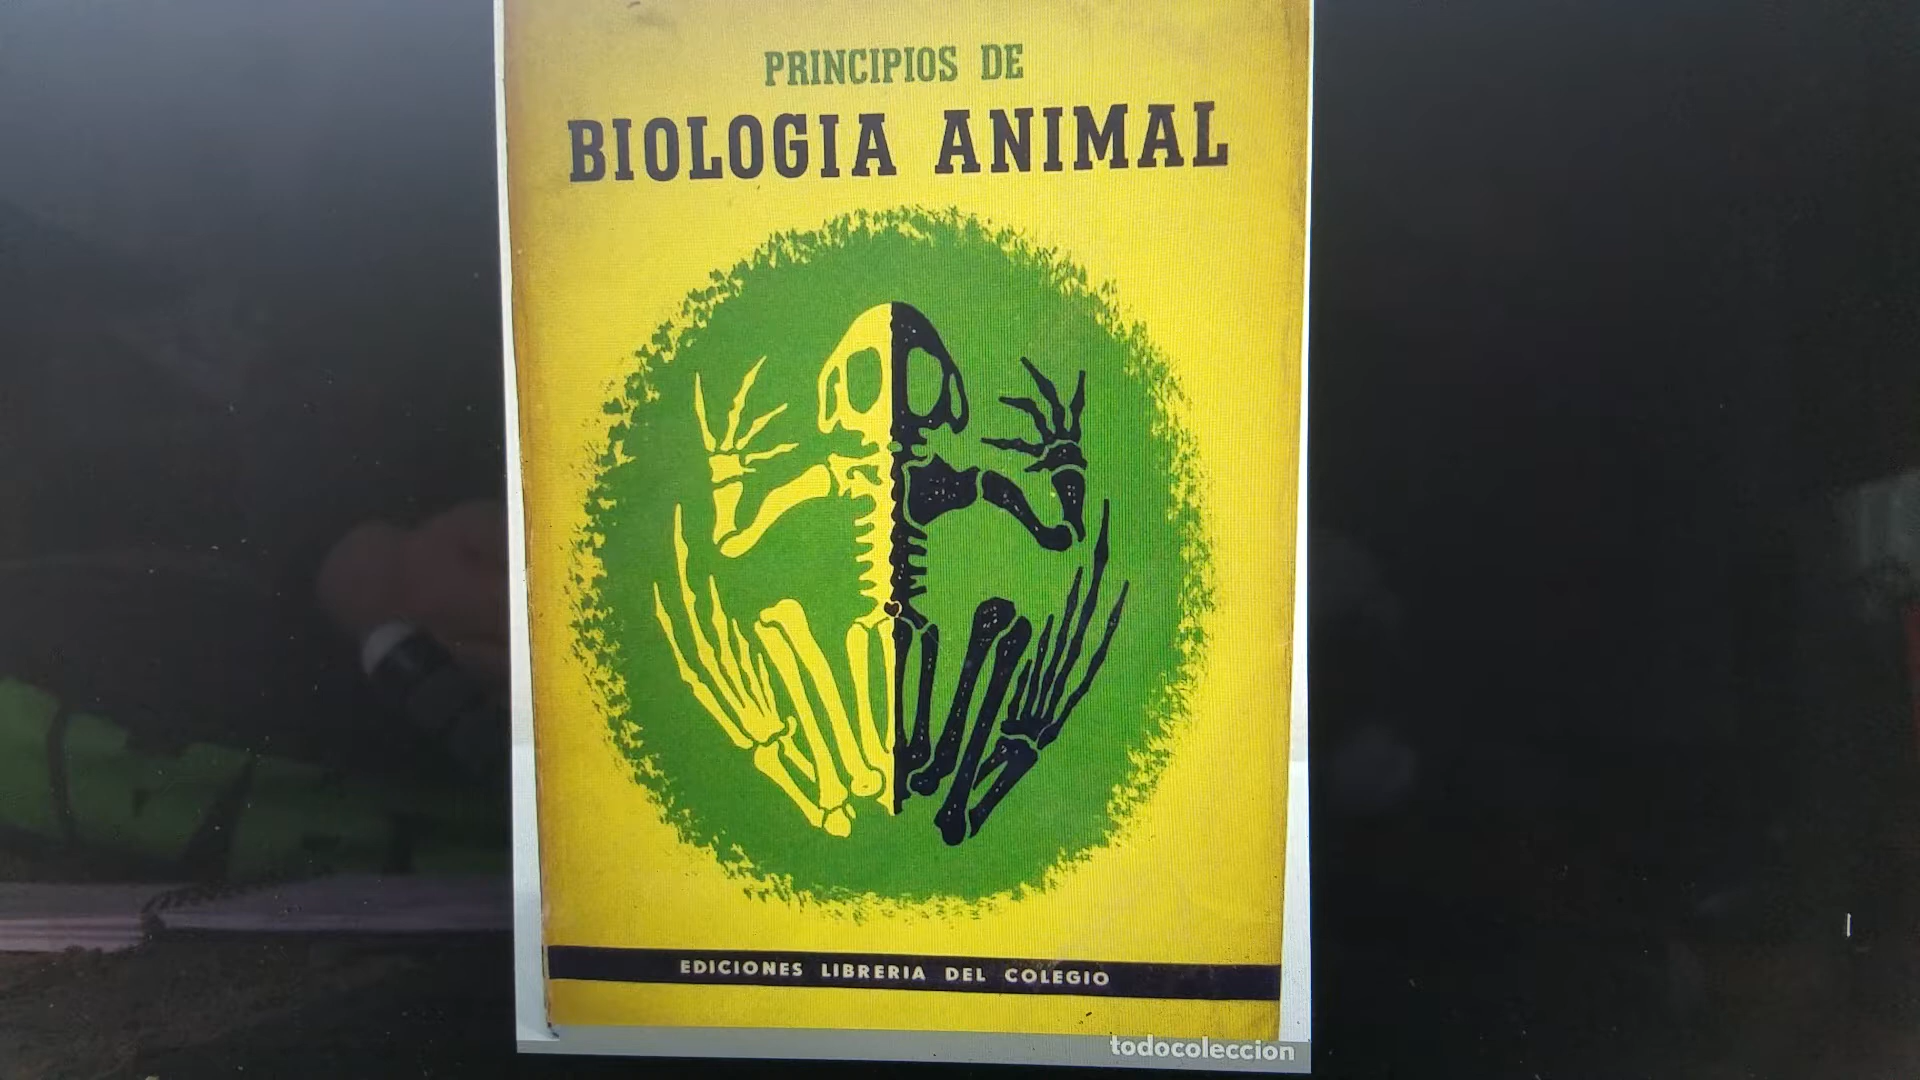 PRINCIPIOS DE
BIOLOGIA ANIMAL
EDICIONES LIBRERIA DEL COLEGIO
todocoleccion